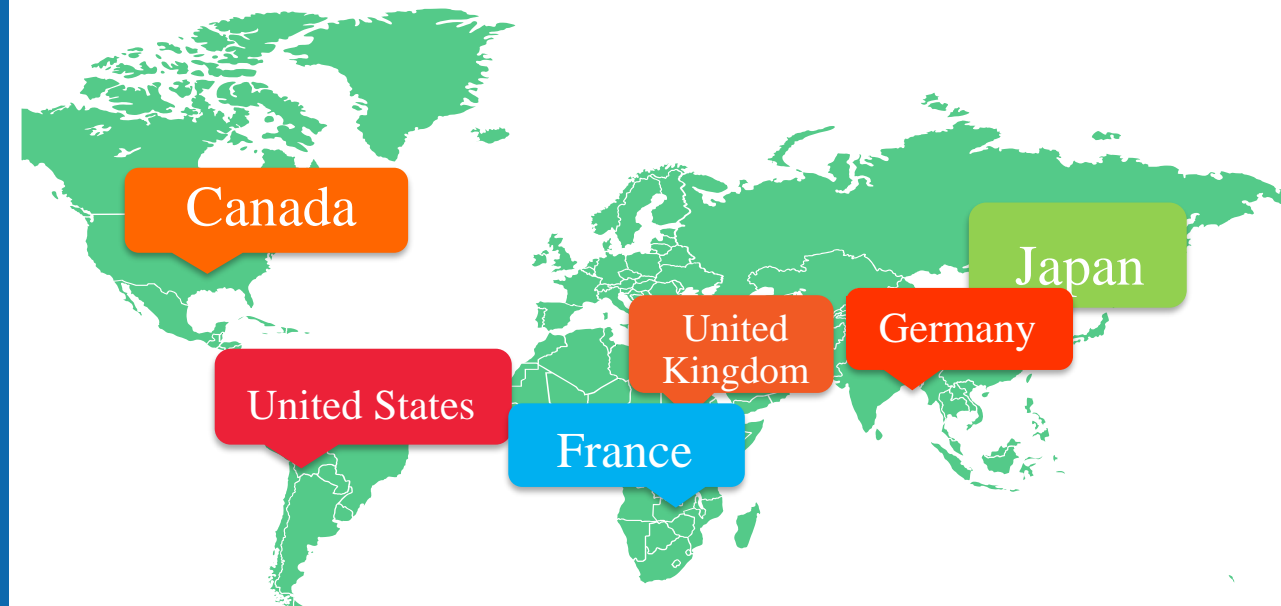 Canada
Japan
United
Kingdom
Germany
United States
France